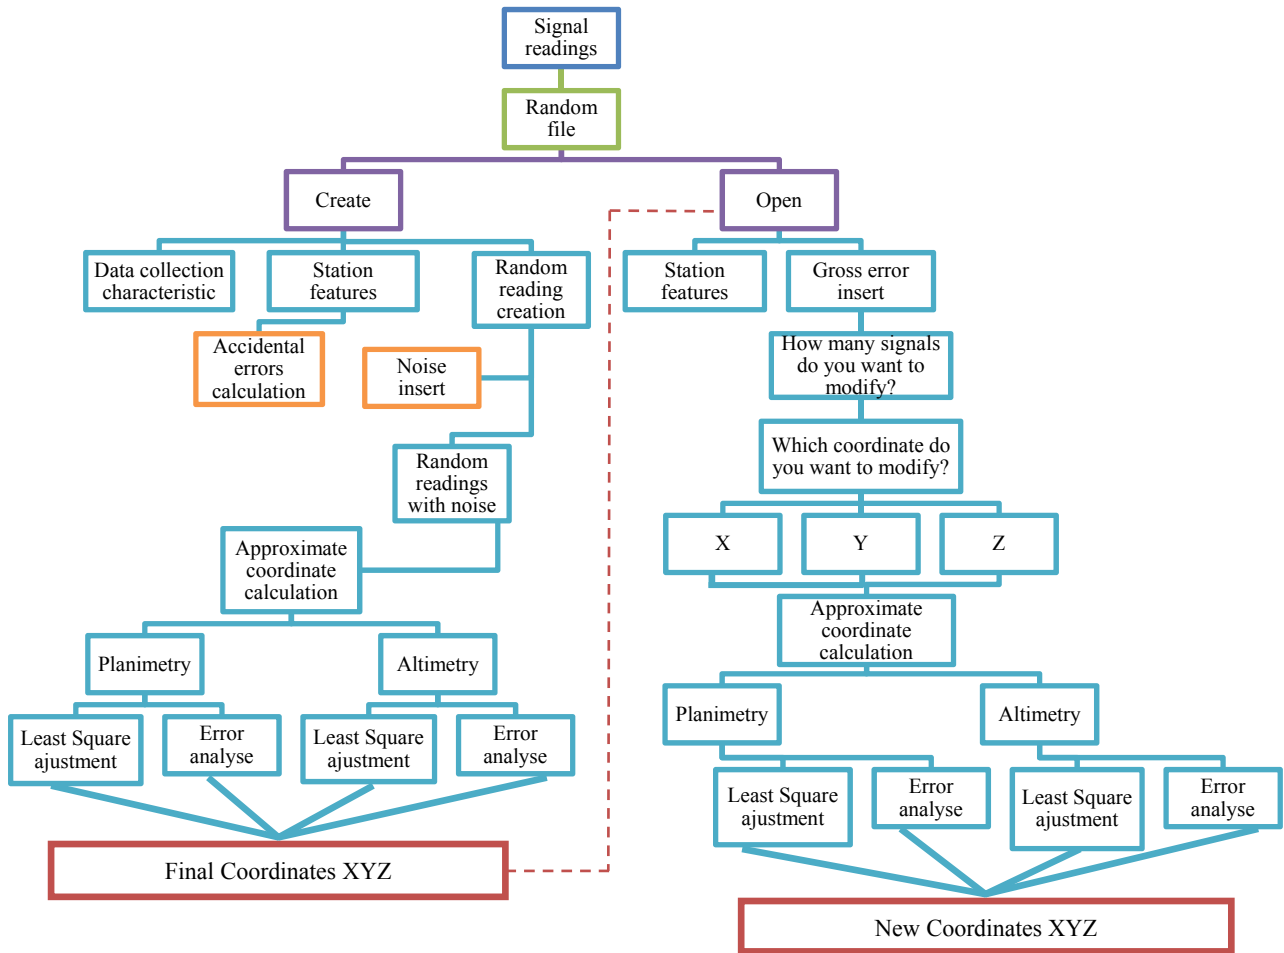 Signal
readings
Random
file
Create
Open
Data collection
characteristic
Station
features
Random
reading
creation
Station
features
Gross error
insert
Accidental
errors
calculation
Noise
insert
How many signals
do you want to
modify?
Random
readings
with noise
Which coordinate do
you want to modify?
X
Y
Z
Approximate
coordinate
calculation
Approximate
coordinate
calculation
Planimetry
Altimetry
Planimetry
Altimetry
Least Square
ajustment
Error
analyse
Least Square
ajustment
Error
analyse
Least Square
ajustment
Error
analyse
Least Square
ajustment
Error
analyse
Final Coordinates XYZ
New Coordinates XYZ